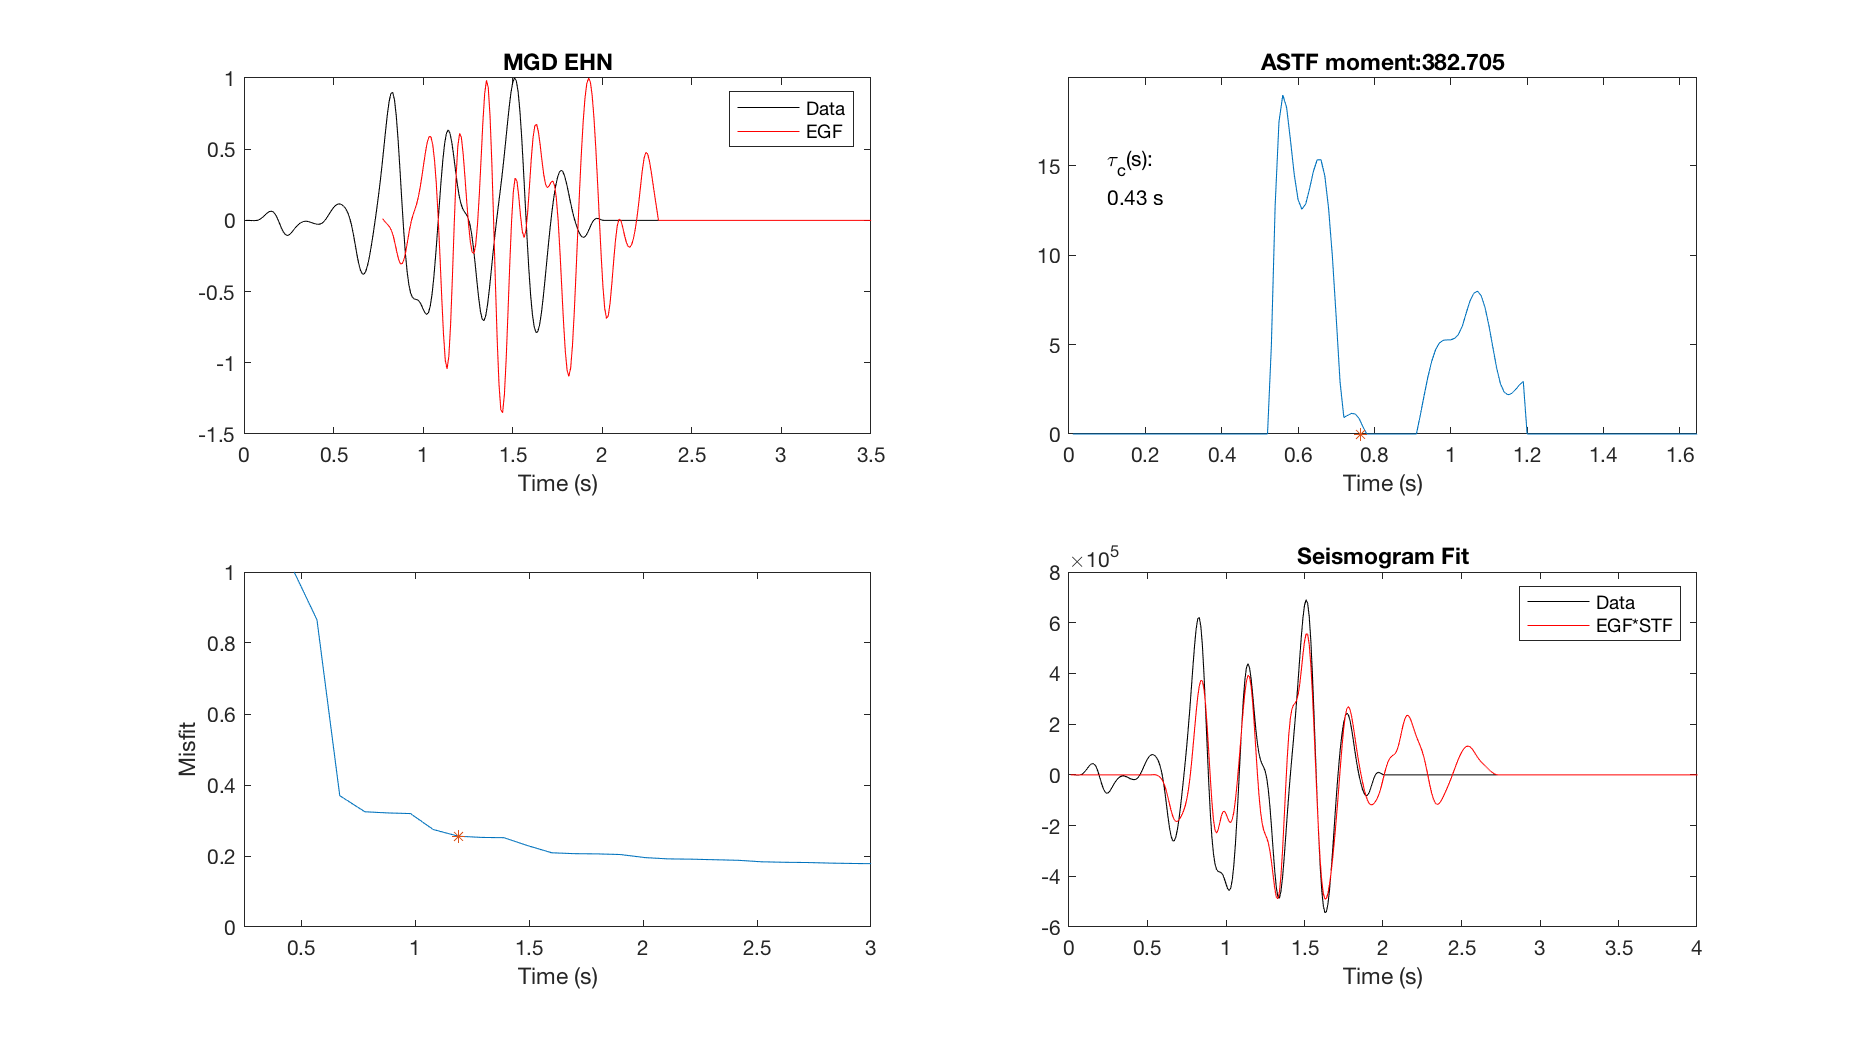 MGD EHN
1
0.5
0
-0.5
-1
-1.5
0 0.5 1 1.5 2 2.5 3 3.5
Time (s)
Data
EGF
ASTF moment:382.705
15
10
5
0
τc(s):
0.43 s
0 0.2 0.4 0.6 0.8 1 1.2 1.4 1.6
Time (s)
1
0.8
0.6
0.4
0.2
0
Misfit
0.5 1 1.5 2 2.5 3
Time (s)
Seismogram Fit
×10⁵
8
6
4
2
0
-2
-4
-6
0 0.5 1 1.5 2 2.5 3 3.5 4
Time (s)
Data
EGF*STF